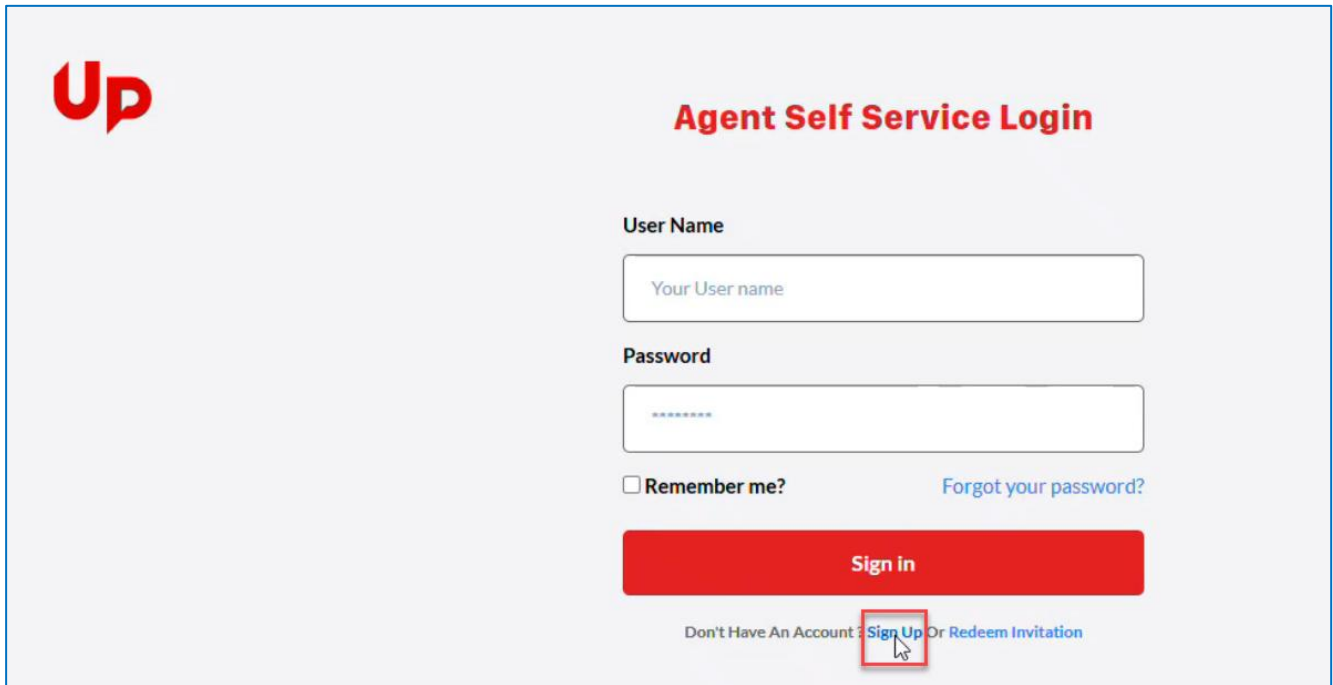 Up
Agent Self Service Login
User Name
Your User name
Password
********
Remember me?
Forgot your password?
Sign in
Don't Have An Account ? Sign Up Or Redeem Invitation